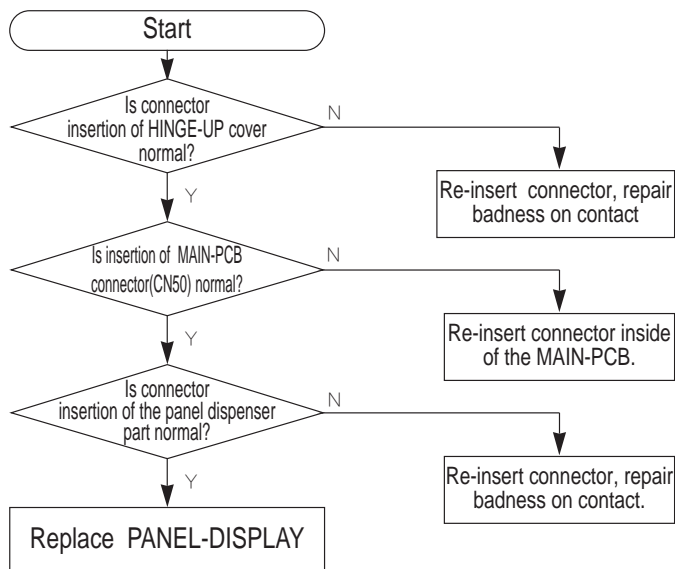 Start
Is connector
insertion of HINGE-UP cover
normal?
N
Re-insert connector, repair
badness on contact
Y
Is insertion of MAIN-PCB
connector(CN50) normal?
N
Re-insert connector inside
of the MAIN-PCB.
Y
Is connector
insertion of the panel dispenser
part normal?
N
Re-insert connector, repair
badness on contact.
Y
Replace PANEL-DISPLAY